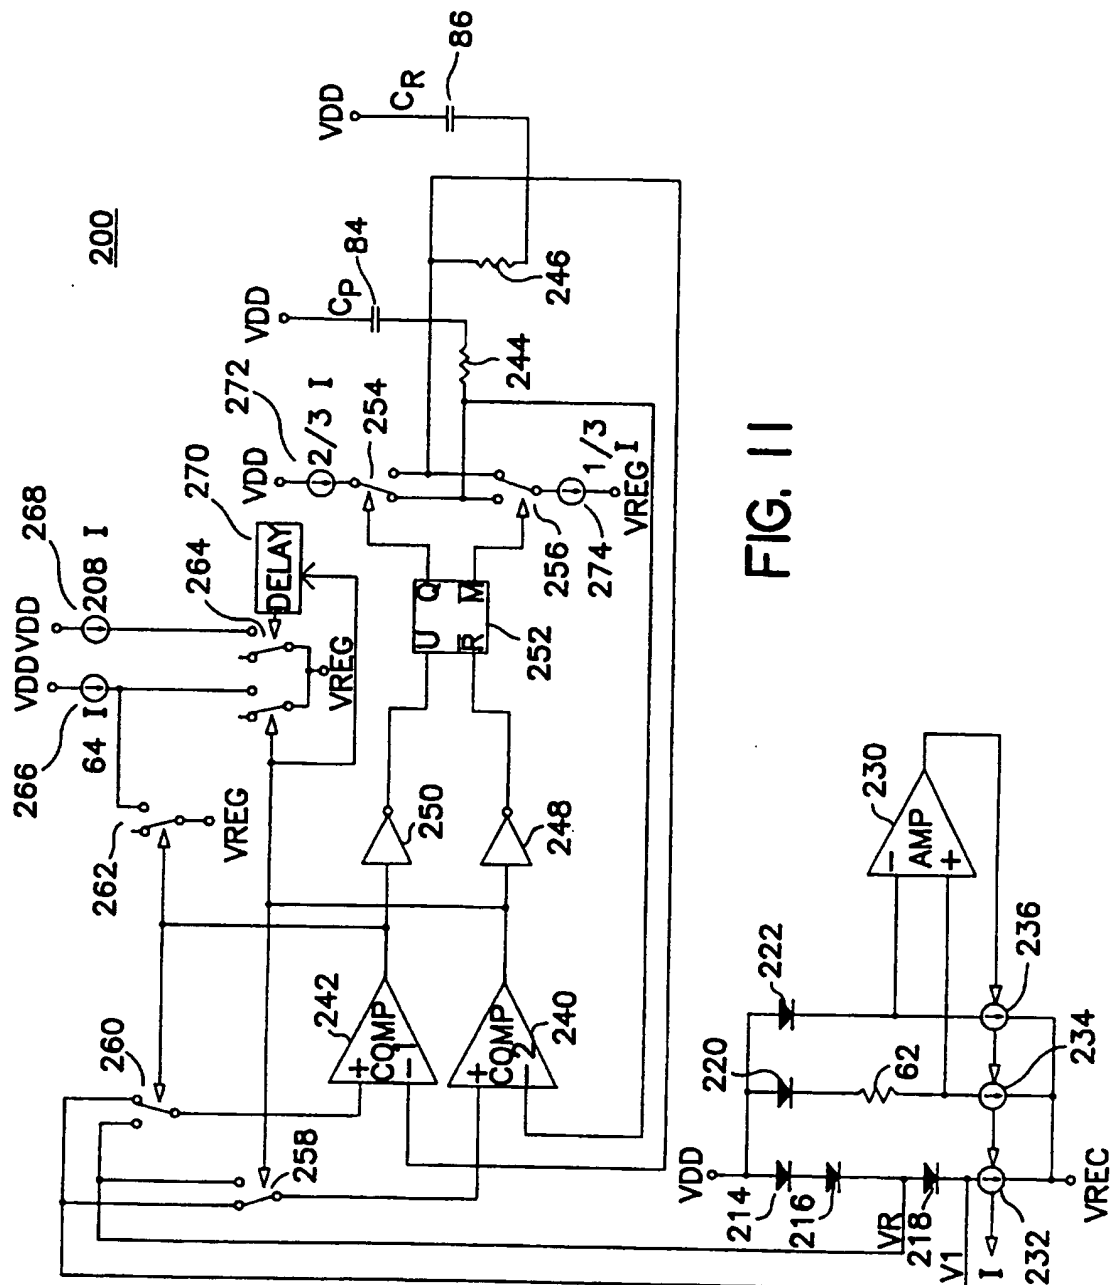 200
VDD
CR
86
VDD
CP
84
246
244
272
VDD
2/3 I
254
1/3 I
VREG
274
256
268
VDD
VDD
208 I
270
DELAY
264
VREG
266
64 I
262
VREG
U Q
R M
252
250
248
260
258
242
+ COMP 1 −
+ COMP 2 −
240
FIG. 11
230
− AMP +
VDD
214
216
VR
218
V1
220
62
222
236
234
232
I
VREC